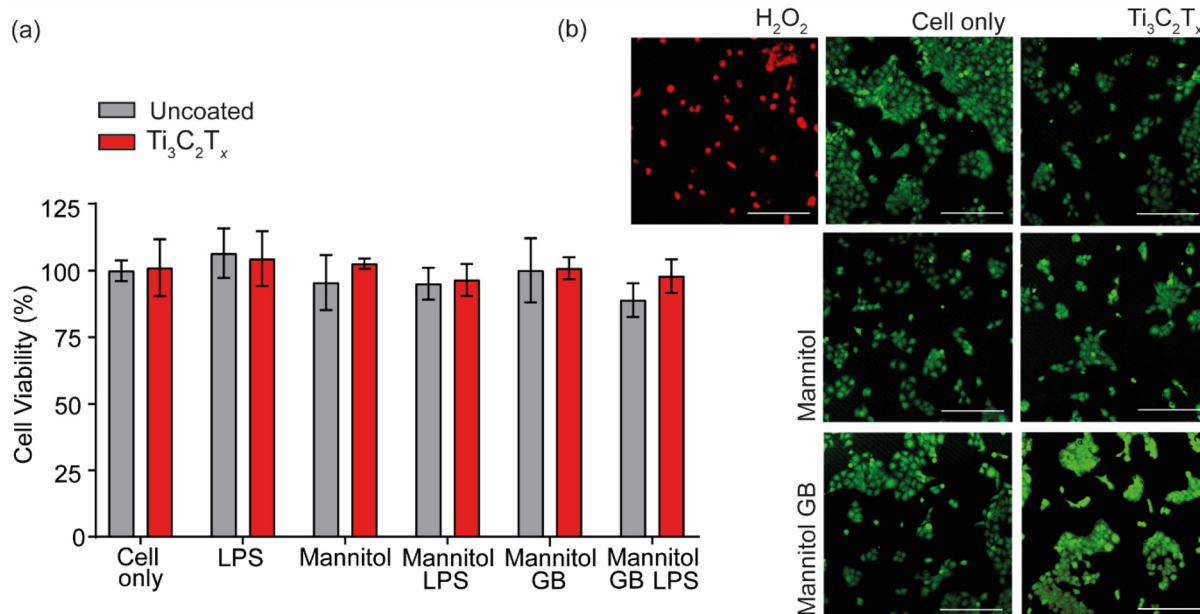 (a)
Uncoated
Ti₃C₂Tₓ
Cell Viability (%)
125
100
75
50
25
0
Cell only
LPS
Mannitol
Mannitol LPS
Mannitol GB
Mannitol GB LPS
(b)
H₂O₂
Cell only
Ti₃C₂Tₓ
Mannitol
Mannitol GB